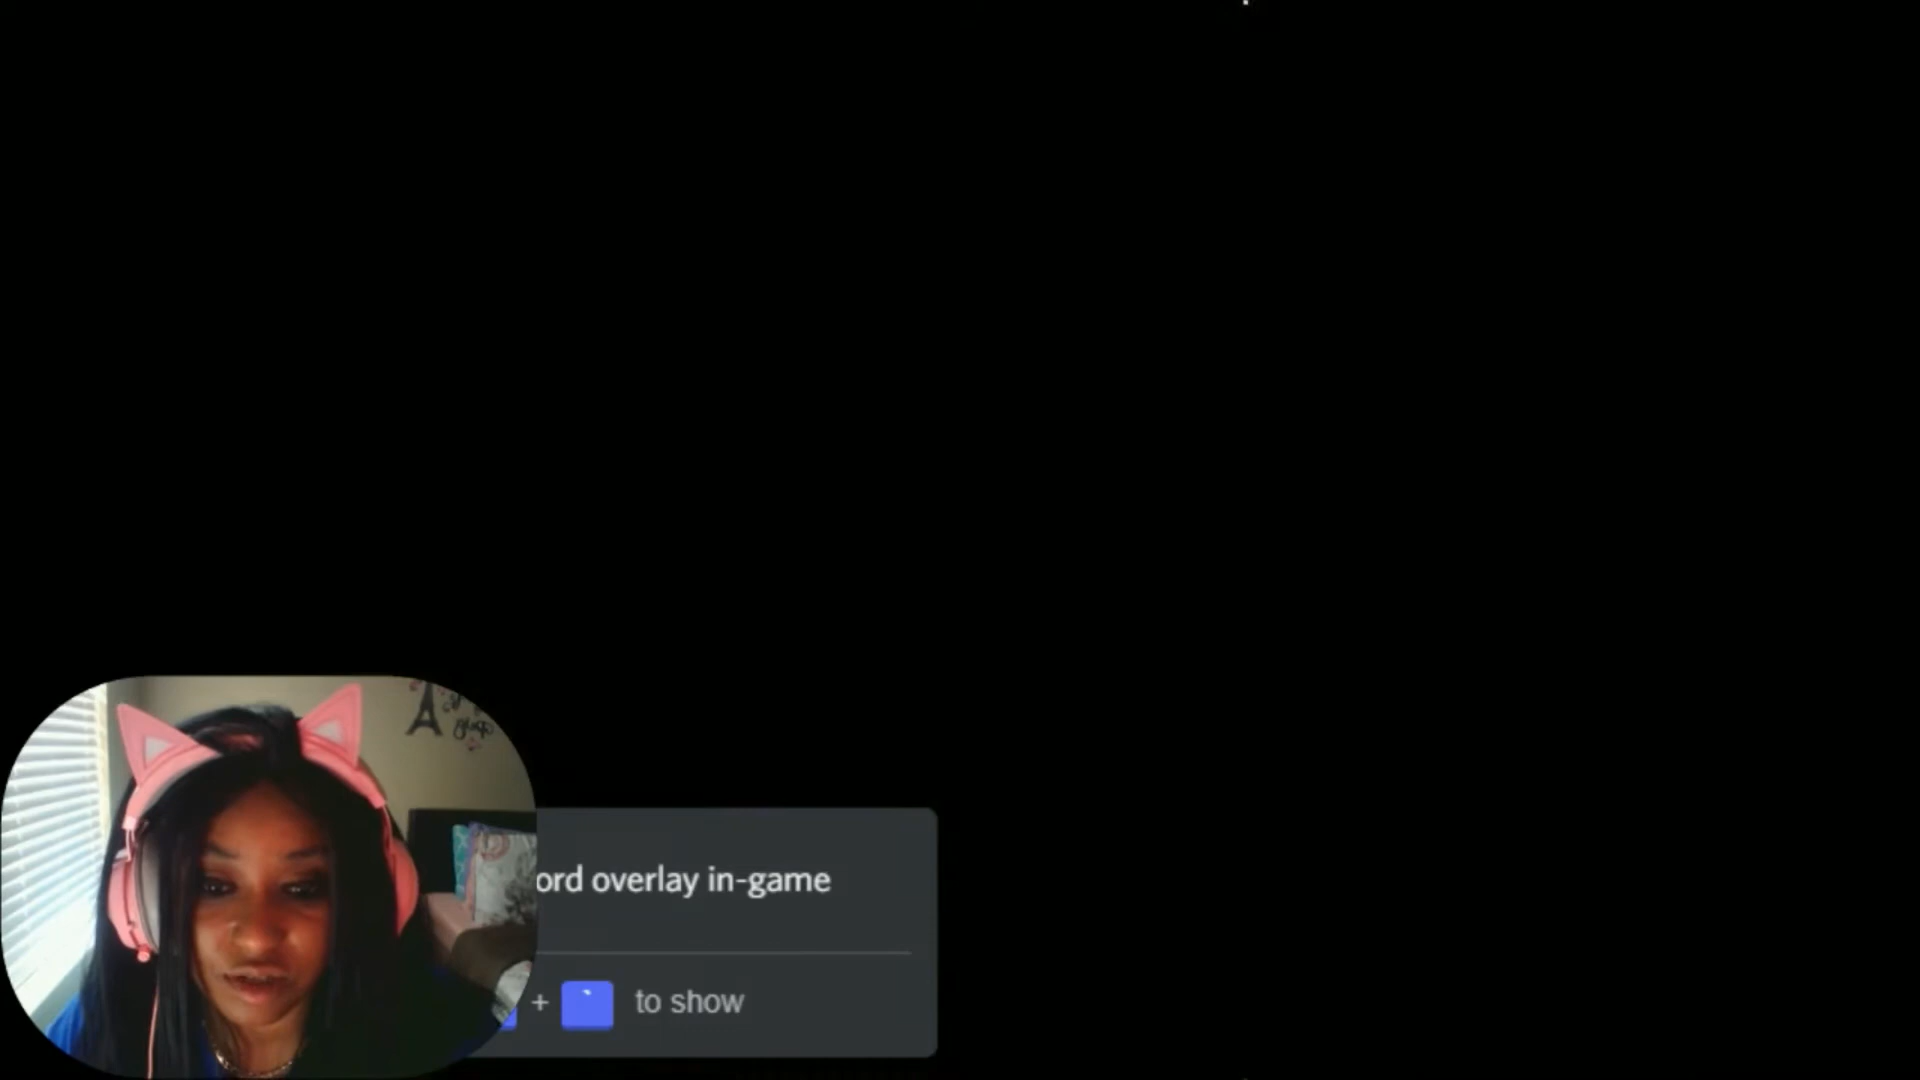 ord overlay in-game
+ ` to show